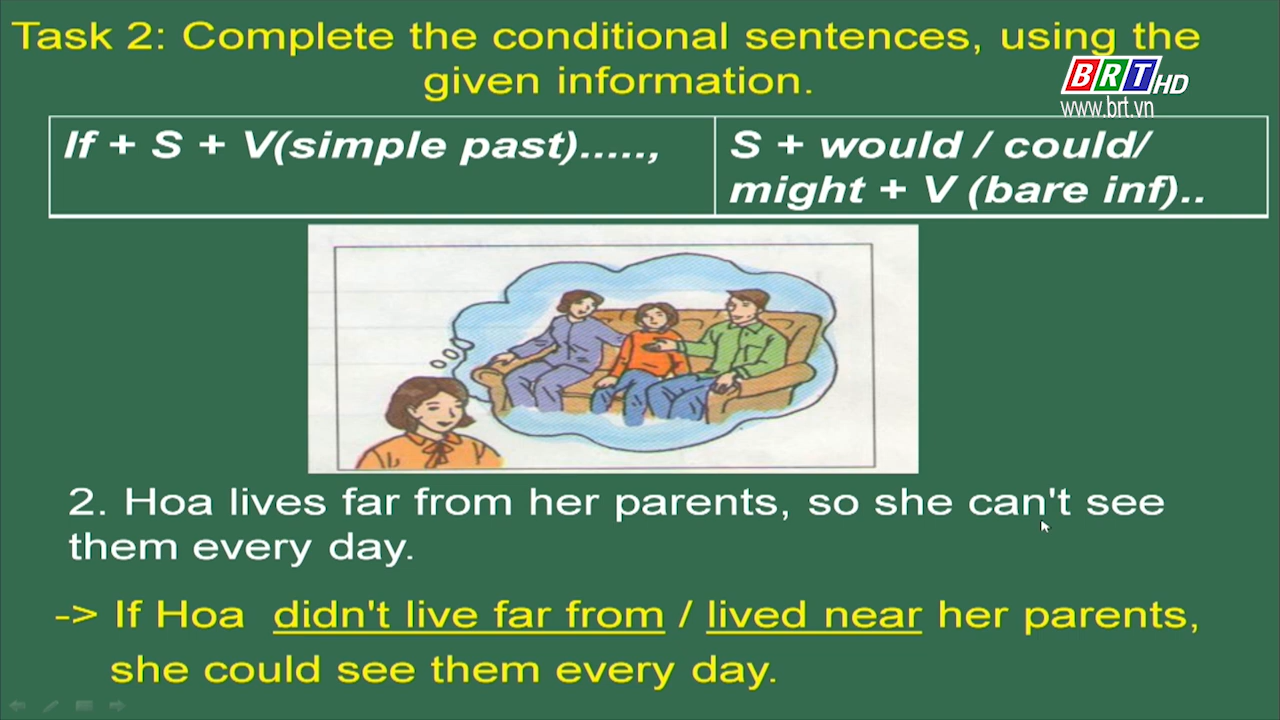 Task 2: Complete the conditional sentences, using the
given information.
BRT HD
www.brt.vn
If + S + V(simple past).....,
S + would / could/
might + V (bare inf)..
2. Hoa lives far from her parents, so she can't see
them every day.
-> If Hoa didn't live far from / lived near her parents,
she could see them every day.